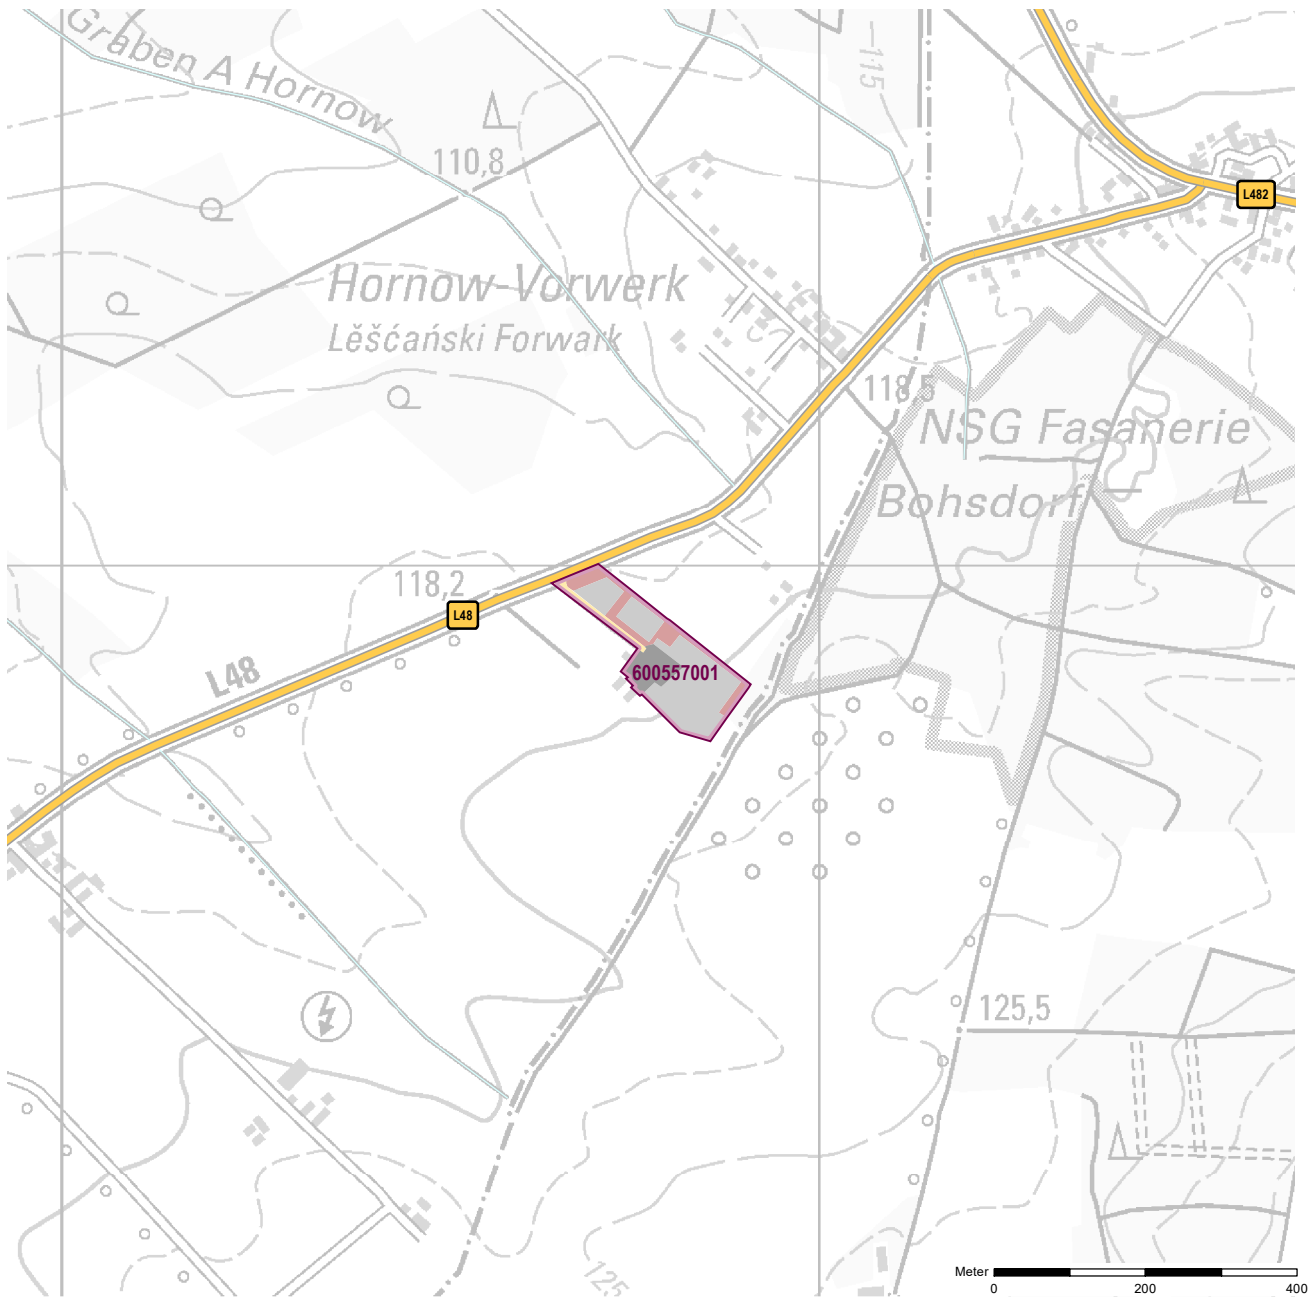 Graben A Hornow
115
110,8
L482
Hornow-Vorwerk
Lěšćański Forwark
118,5
NSG Fasanerie
Bohsdorf
118,2
L48
L48
600557001
125,5
125
Meter
0
200
400